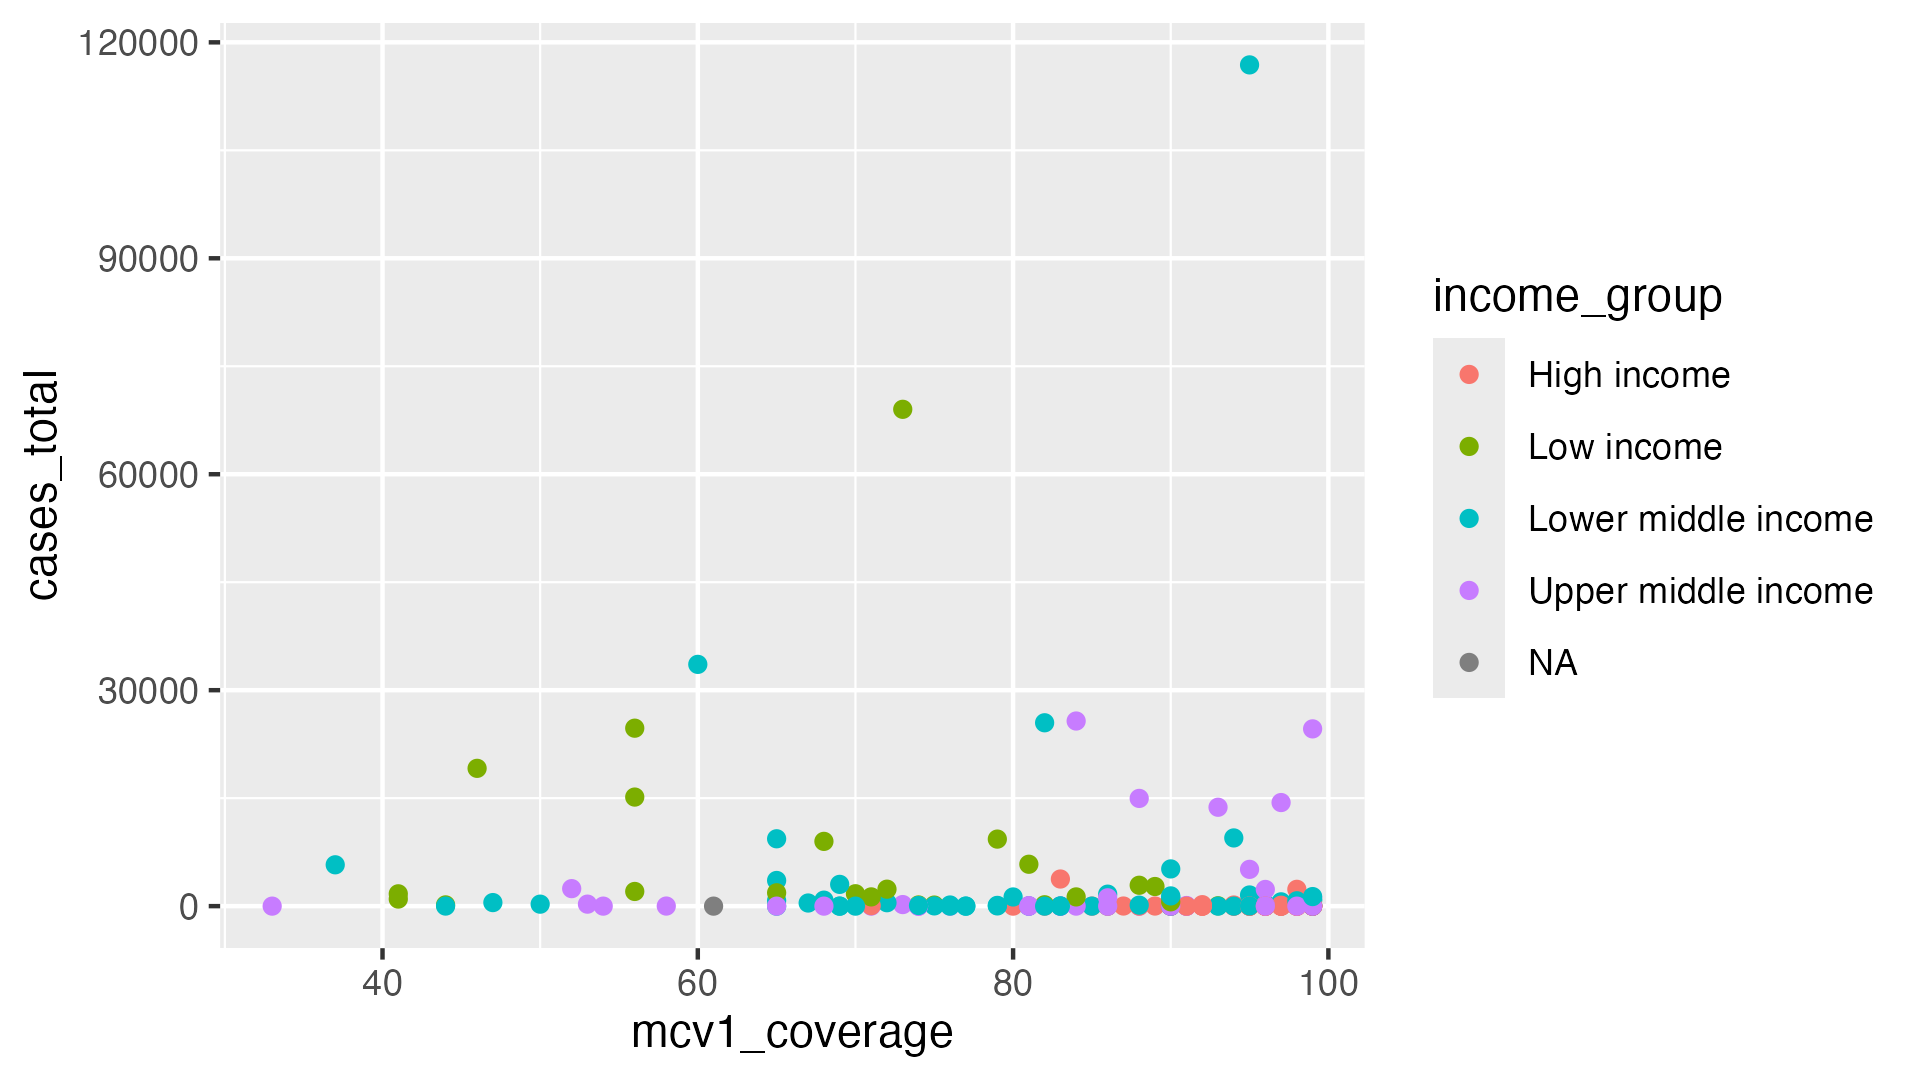 120000
90000
60000
30000
0
cases_total
40
60
80
100
mcv1_coverage
income_group
High income
Low income
Lower middle income
Upper middle income
NA